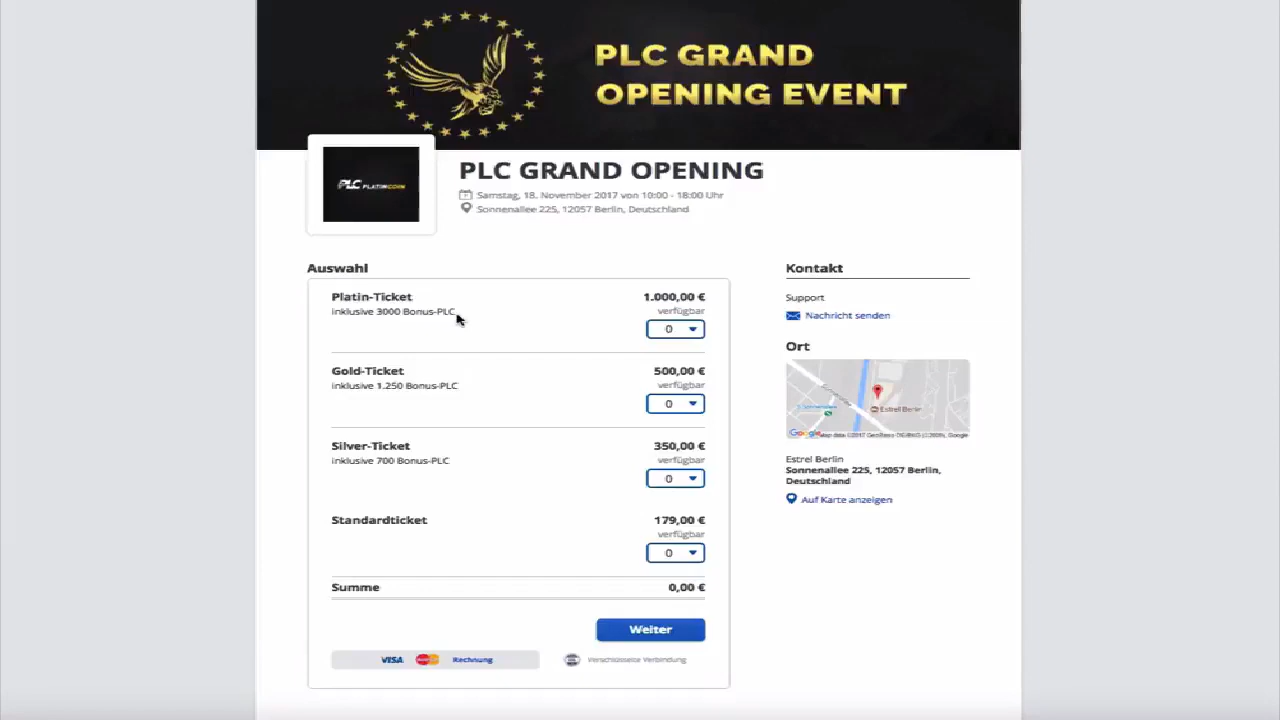 PLC GRAND
OPENING EVENT
PLC PLATINCOIN
PLC GRAND OPENING
Samstag, 18. November 2017 von 10:00 - 18:00 Uhr
Sonnenallee 225, 12057 Berlin, Deutschland
Auswahl
Platin-Ticket 1.000,00 €
inklusive 3000 Bonus-PLC verfügbar
0
Gold-Ticket 500,00 €
inklusive 1.250 Bonus-PLC verfügbar
0
Silver-Ticket 350,00 €
inklusive 700 Bonus-PLC verfügbar
0
Standardticket 179,00 €
verfügbar
0
Summe 0,00 €
Weiter
VISA Rechnung
Verschlüsselte Verbindung
Kontakt
Support
Nachricht senden
Ort
Estrel Berlin
Google
Estrel Berlin
Sonnenallee 225, 12057 Berlin,
Deutschland
Auf Karte anzeigen